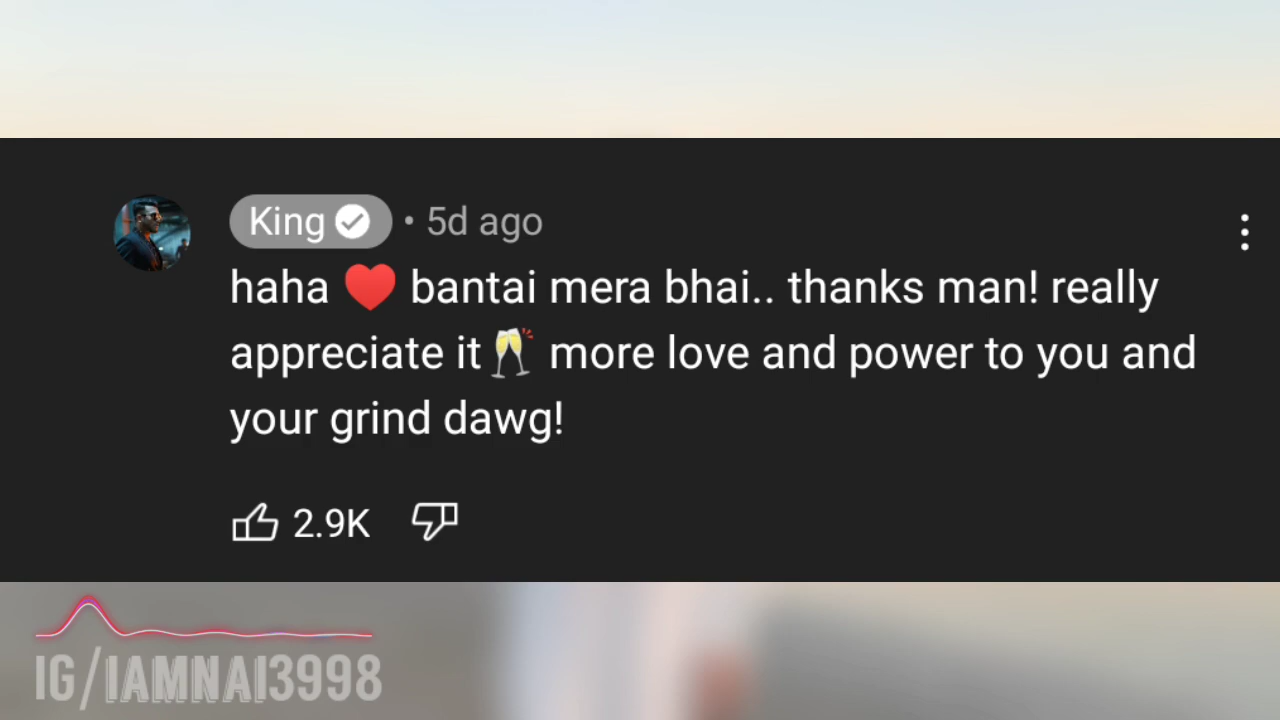 King • 5d ago
haha ❤️ bantai mera bhai.. thanks man! really
appreciate it🥂 more love and power to you and
your grind dawg!
2.9K
IG/IAMNAI3998